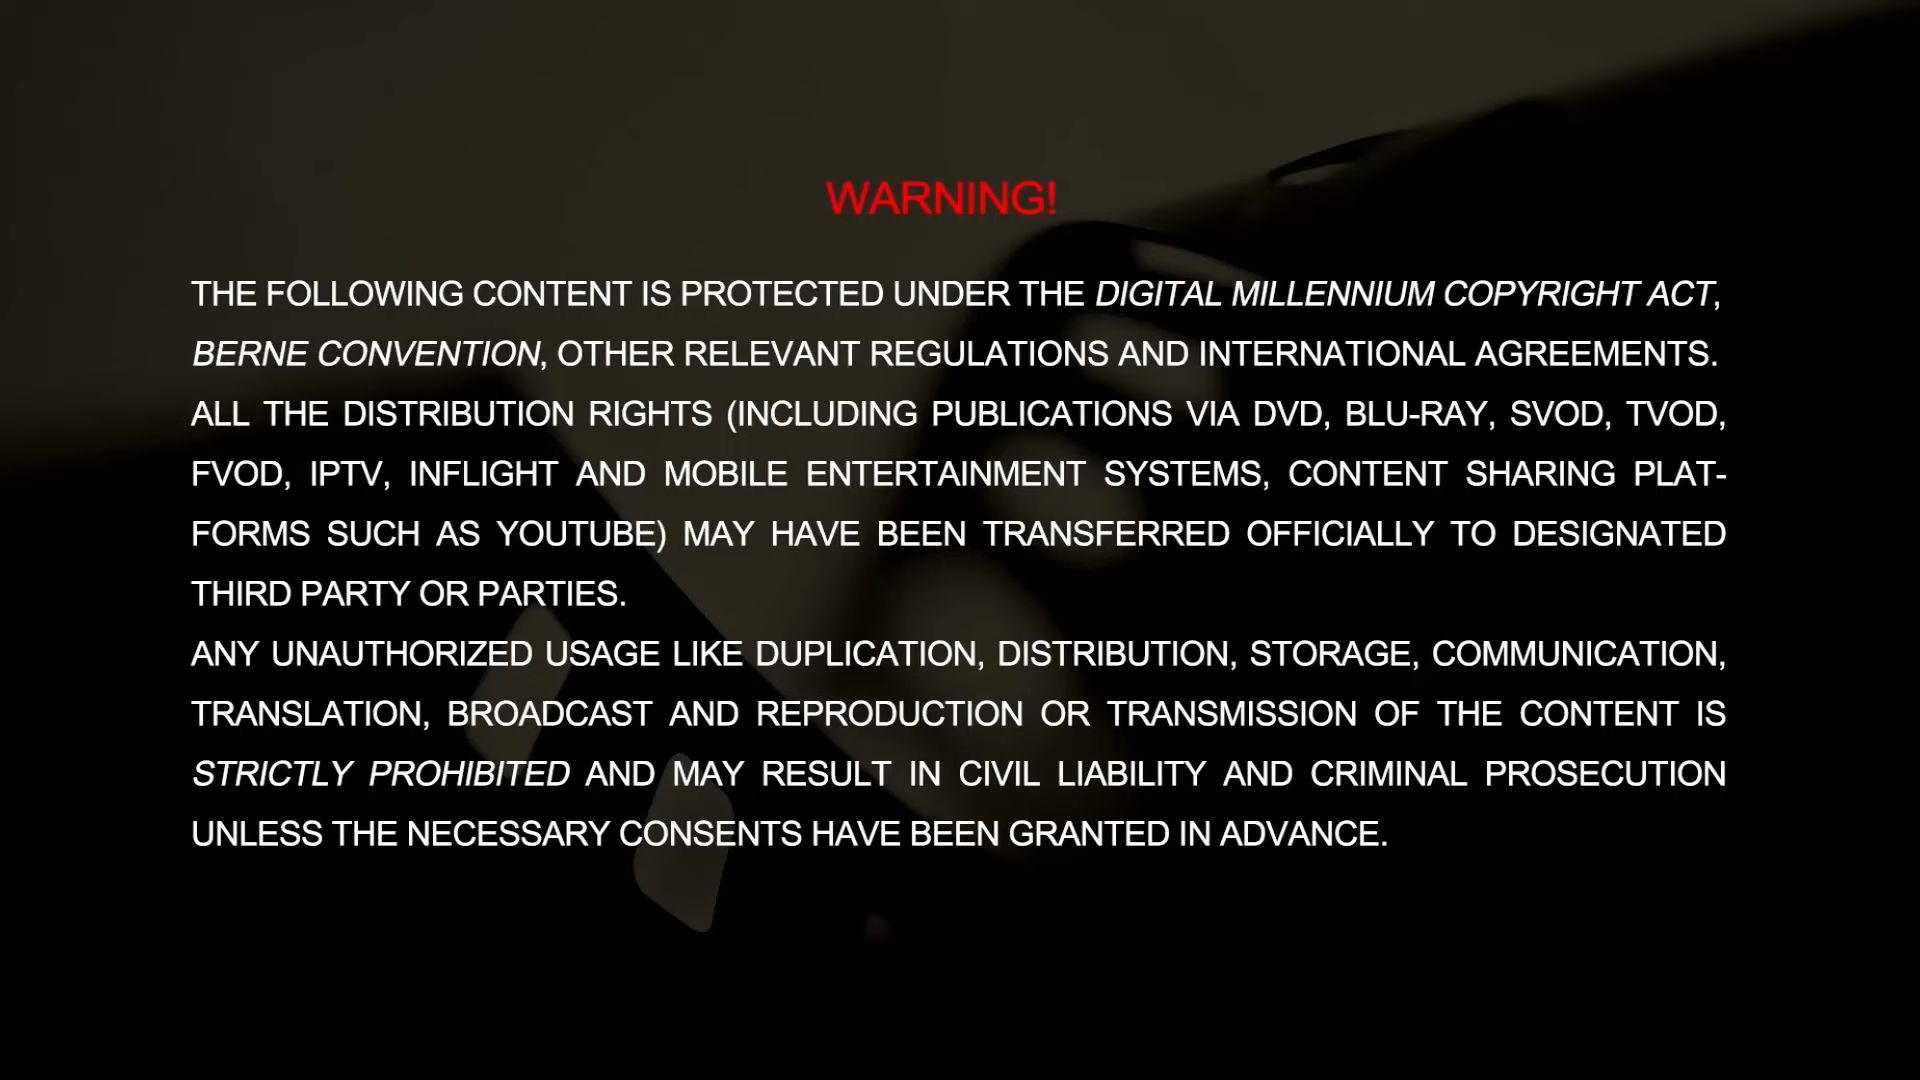 WARNING!
THE FOLLOWING CONTENT IS PROTECTED UNDER THE DIGITAL MILLENNIUM COPYRIGHT ACT,
BERNE CONVENTION, OTHER RELEVANT REGULATIONS AND INTERNATIONAL AGREEMENTS.
ALL THE DISTRIBUTION RIGHTS (INCLUDING PUBLICATIONS VIA DVD, BLU-RAY, SVOD, TVOD,
FVOD, IPTV, INFLIGHT AND MOBILE ENTERTAINMENT SYSTEMS, CONTENT SHARING PLAT-
FORMS SUCH AS YOUTUBE) MAY HAVE BEEN TRANSFERRED OFFICIALLY TO DESIGNATED
THIRD PARTY OR PARTIES.
ANY UNAUTHORIZED USAGE LIKE DUPLICATION, DISTRIBUTION, STORAGE, COMMUNICATION,
TRANSLATION, BROADCAST AND REPRODUCTION OR TRANSMISSION OF THE CONTENT IS
STRICTLY PROHIBITED AND MAY RESULT IN CIVIL LIABILITY AND CRIMINAL PROSECUTION
UNLESS THE NECESSARY CONSENTS HAVE BEEN GRANTED IN ADVANCE.